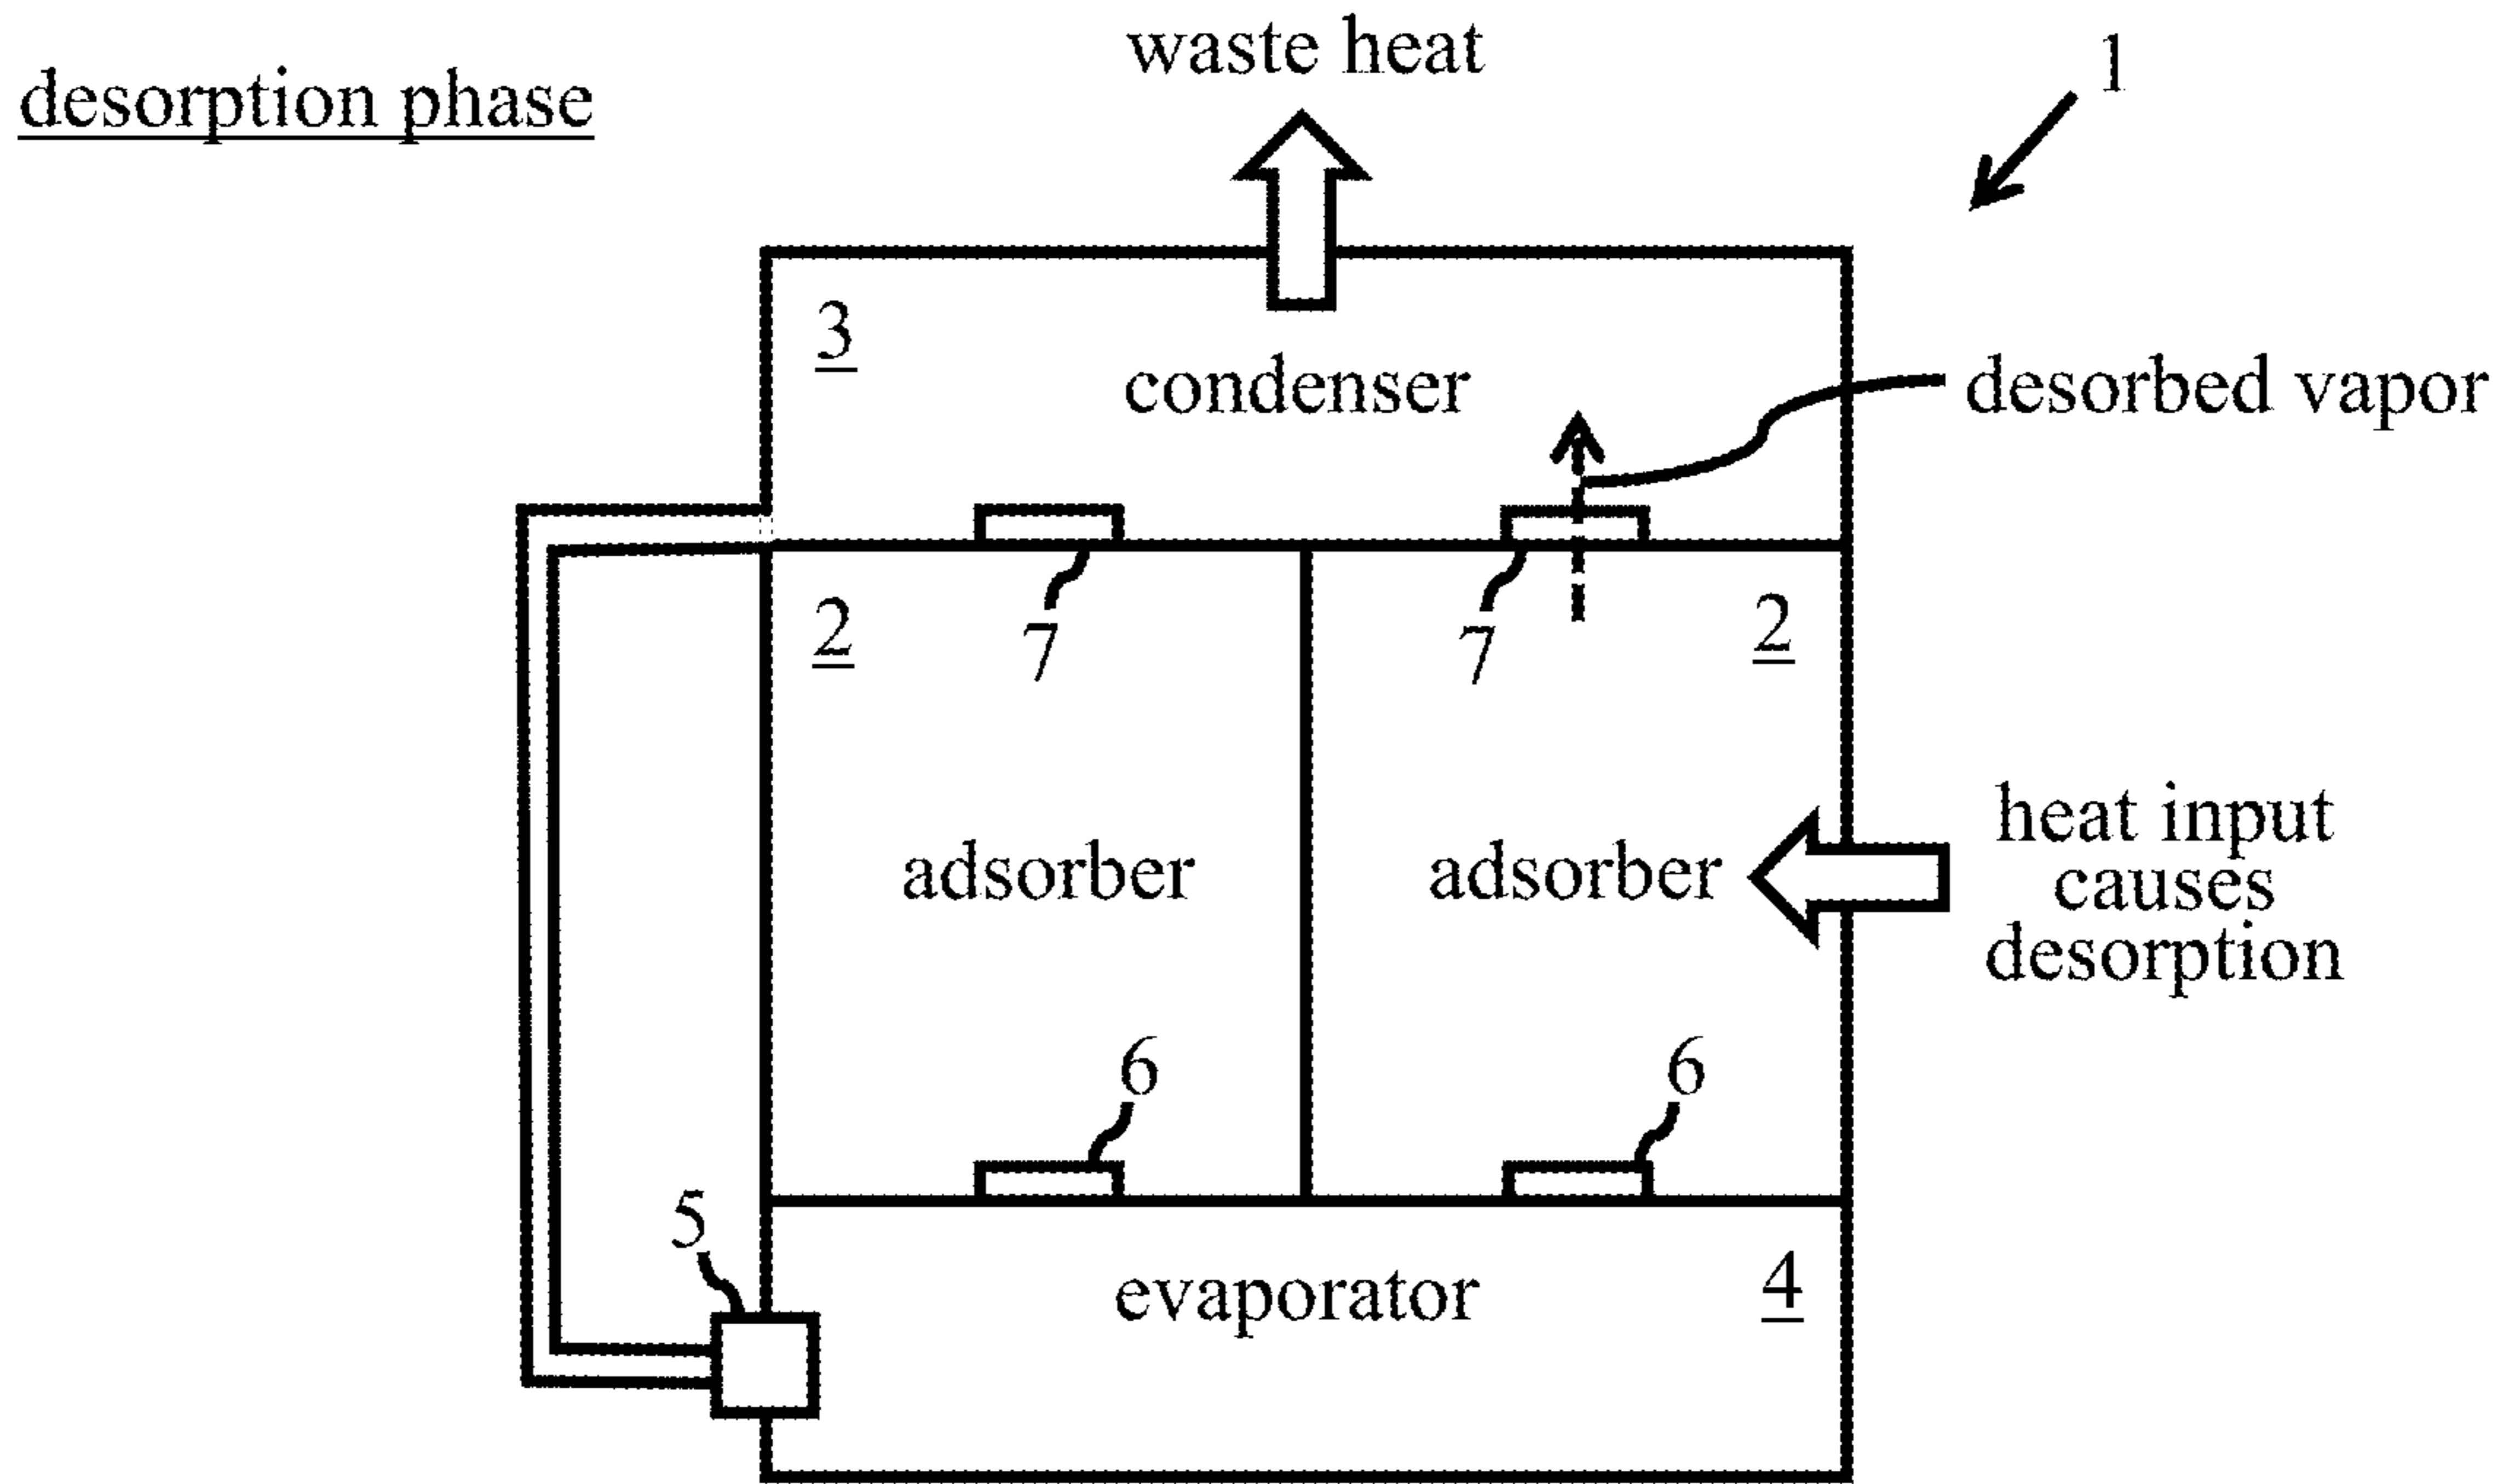 waste heat
1
desorption phase
3
condenser
desorbed vapor
2
7
7
2
adsorber
adsorber
heat input
causes
desorption
6
6
5
evaporator
4